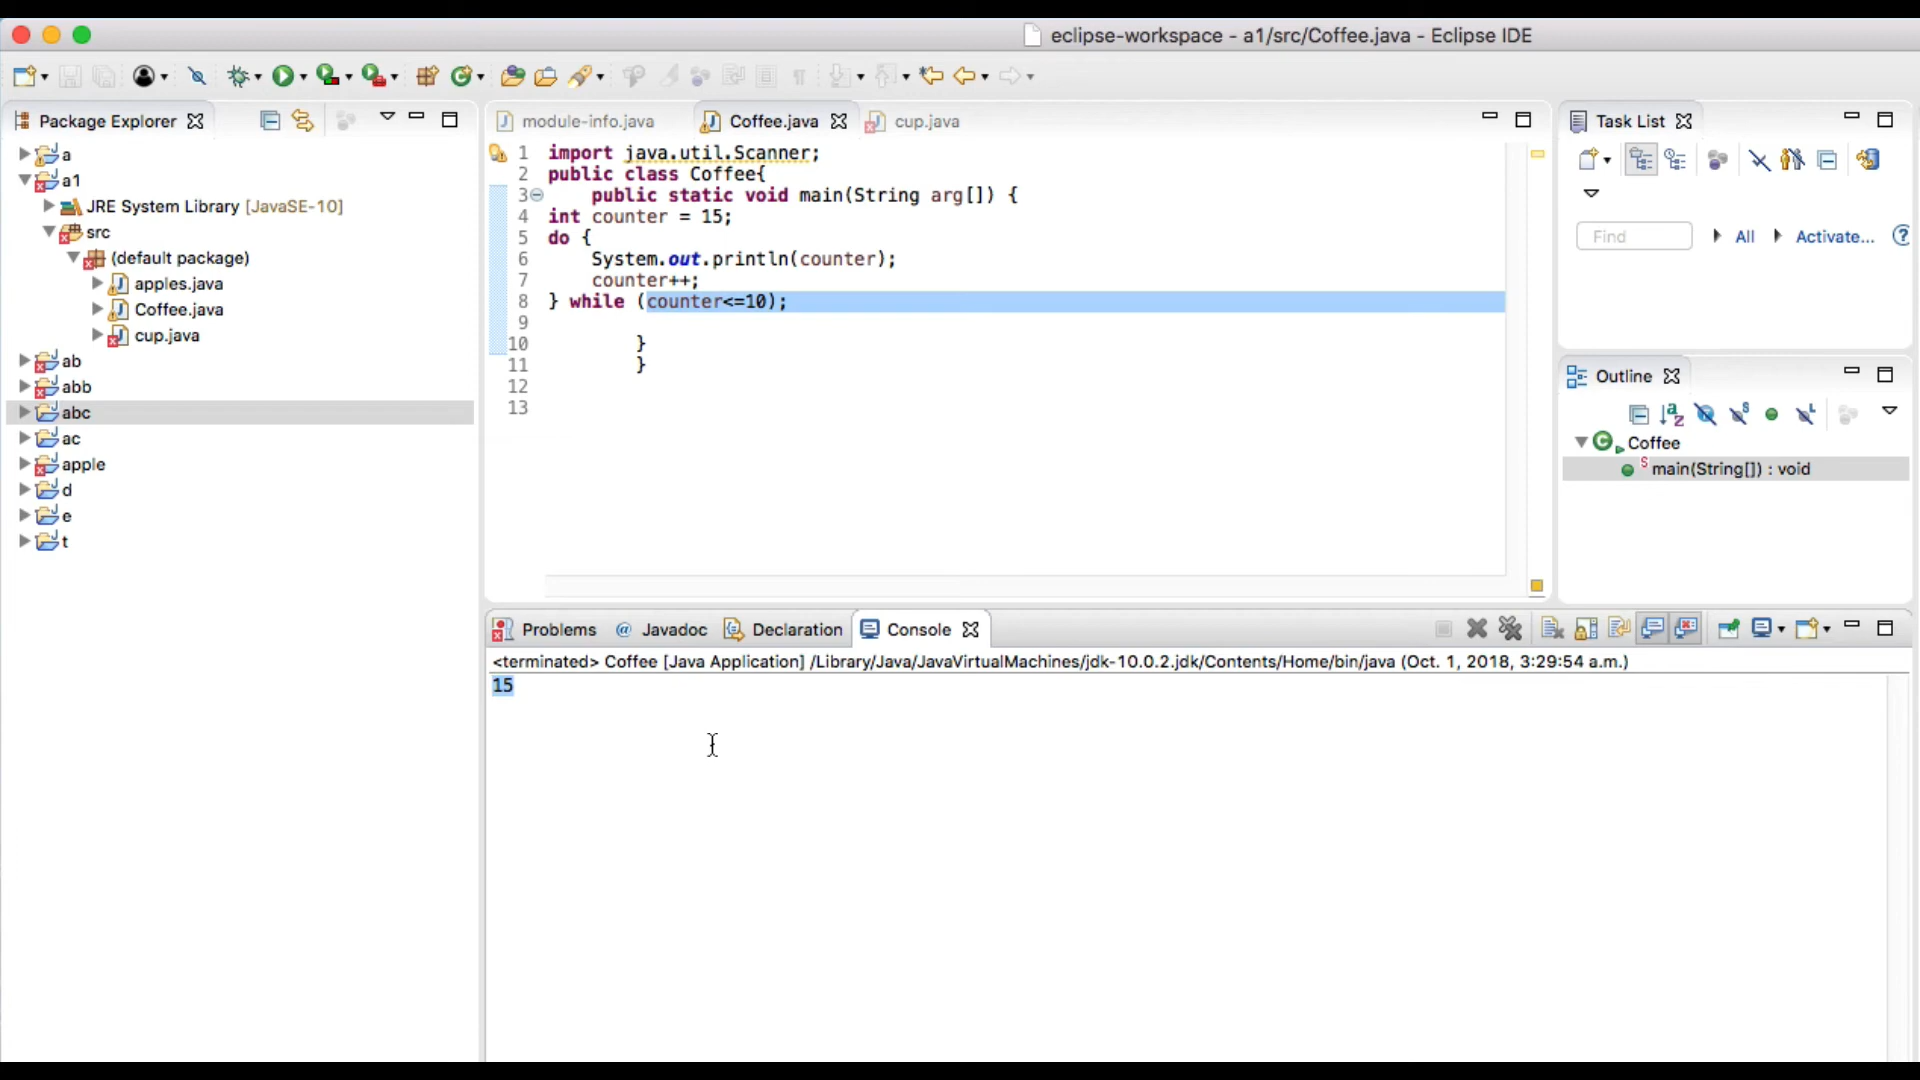 eclipse-workspace - a1/src/Coffee.java - Eclipse IDE
Package Explorer
a
a1
JRE System Library [JavaSE-10]
src
(default package)
apples.java
Coffee.java
cup.java
ab
abb
abc
ac
apple
d
e
t
module-info.java
Coffee.java
cup.java
1 import java.util.Scanner;
2 public class Coffee{
3 public static void main(String arg[]) {
4 int counter = 15;
5 do {
6 System.out.println(counter);
7 counter++;
8 } while (counter<=10);
9
10 }
11 }
12
13
Task List
Find
All
Activate...
Outline
Coffee
main(String[]) : void
Problems
@ Javadoc
Declaration
Console
<terminated> Coffee [Java Application] /Library/Java/JavaVirtualMachines/jdk-10.0.2.jdk/Contents/Home/bin/java (Oct. 1, 2018, 3:29:54 a.m.)
15